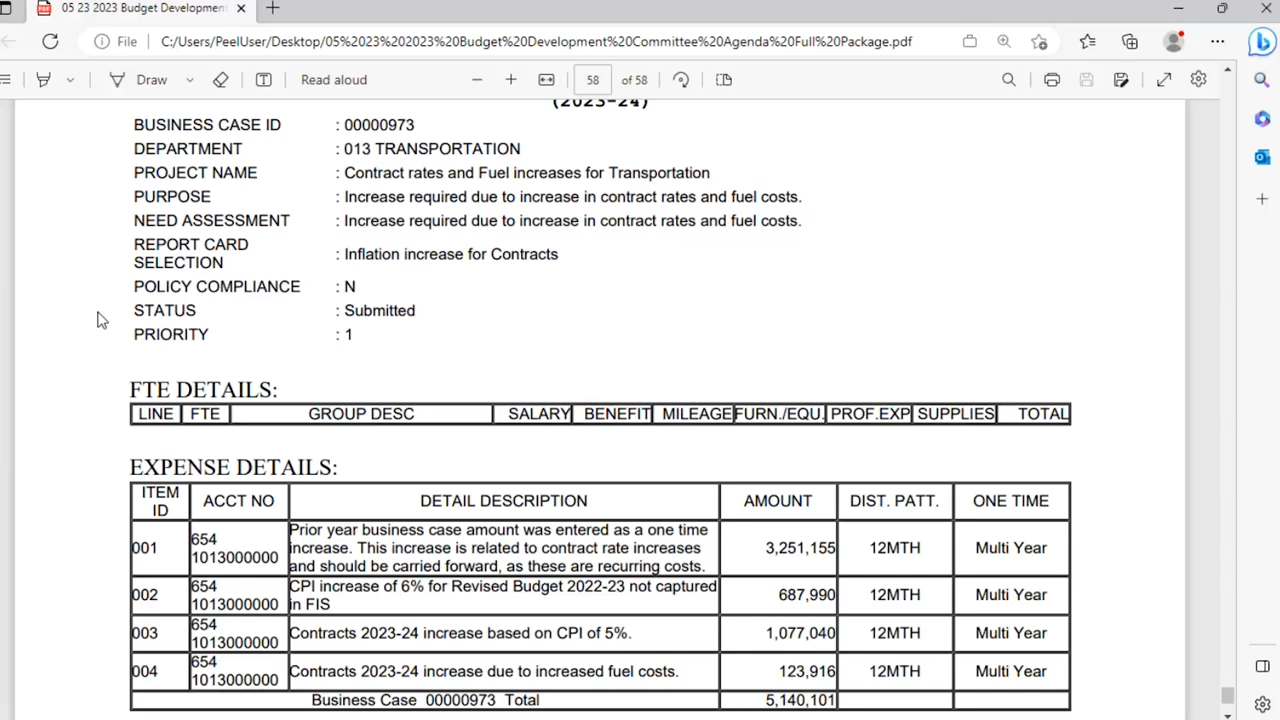 05 23 2023 Budget Development
File C:/Users/PeelUser/Desktop/05%2023%202023%20Budget%20Development%20Committee%20Agenda%20Full%20Package.pdf
Draw Read aloud 58 of 58
(2023-24)
BUSINESS CASE ID : 00000973
DEPARTMENT : 013 TRANSPORTATION
PROJECT NAME : Contract rates and Fuel increases for Transportation
PURPOSE : Increase required due to increase in contract rates and fuel costs.
NEED ASSESSMENT : Increase required due to increase in contract rates and fuel costs.
REPORT CARD
SELECTION : Inflation increase for Contracts
POLICY COMPLIANCE : N
STATUS : Submitted
PRIORITY : 1
FTE DETAILS:
LINE FTE GROUP DESC SALARY BENEFIT MILEAGE FURN./EQU. PROF.EXP SUPPLIES TOTAL
EXPENSE DETAILS:
ITEM
ID ACCT NO DETAIL DESCRIPTION AMOUNT DIST. PATT. ONE TIME
001 654
1013000000 Prior year business case amount was entered as a one time
increase. This increase is related to contract rate increases
and should be carried forward, as these are recurring costs. 3,251,155 12MTH Multi Year
002 654
1013000000 CPI increase of 6% for Revised Budget 2022-23 not captured
in FIS 687,990 12MTH Multi Year
003 654
1013000000 Contracts 2023-24 increase based on CPI of 5%. 1,077,040 12MTH Multi Year
004 654
1013000000 Contracts 2023-24 increase due to increased fuel costs. 123,916 12MTH Multi Year
Business Case 00000973 Total 5,140,101